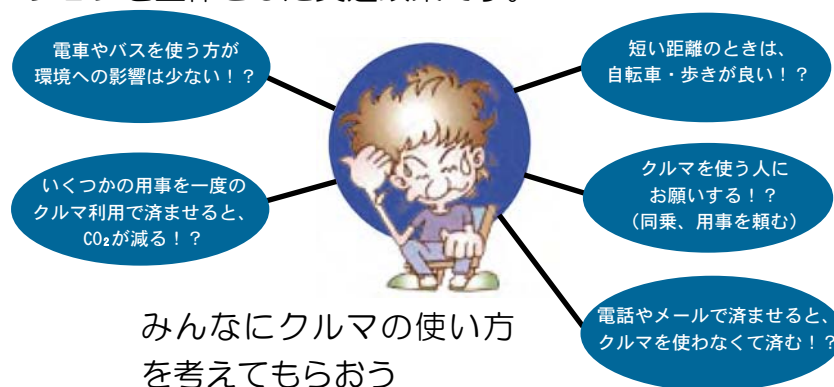 電車やバスを使う方が
環境への影響は少ない！？
短い距離のときは、
自転車・歩きが良い！？
いくつかの用事を一度の
クルマ利用で済ませると、
CO₂が減る！？
クルマを使う人に
お願いする！？
（同乗、用事を頼む）
電話やメールで済ませると、
クルマを使わなくて済む！？
みんなにクルマの使い方
を考えてもらおう